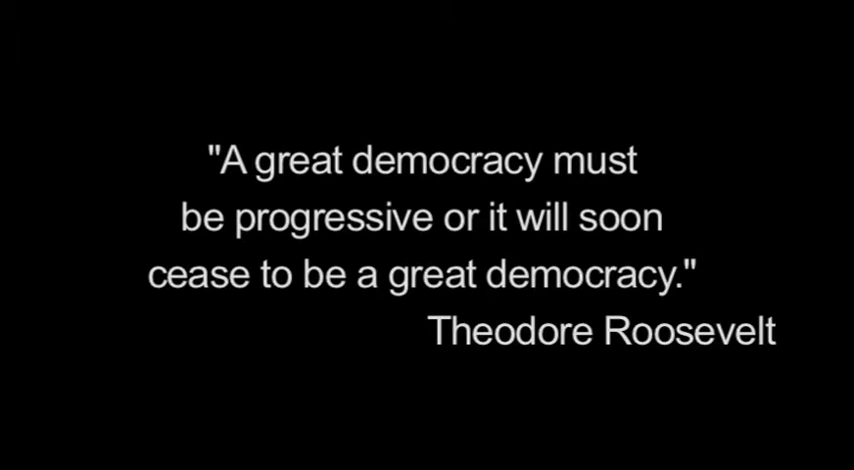 "A great democracy must
be progressive or it will soon
cease to be a great democracy."
Theodore Roosevelt